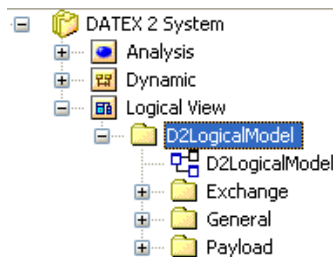 DATEX 2 System
Analysis
Dynamic
Logical View
D2LogicalModel
D2LogicalModel
Exchange
General
Payload